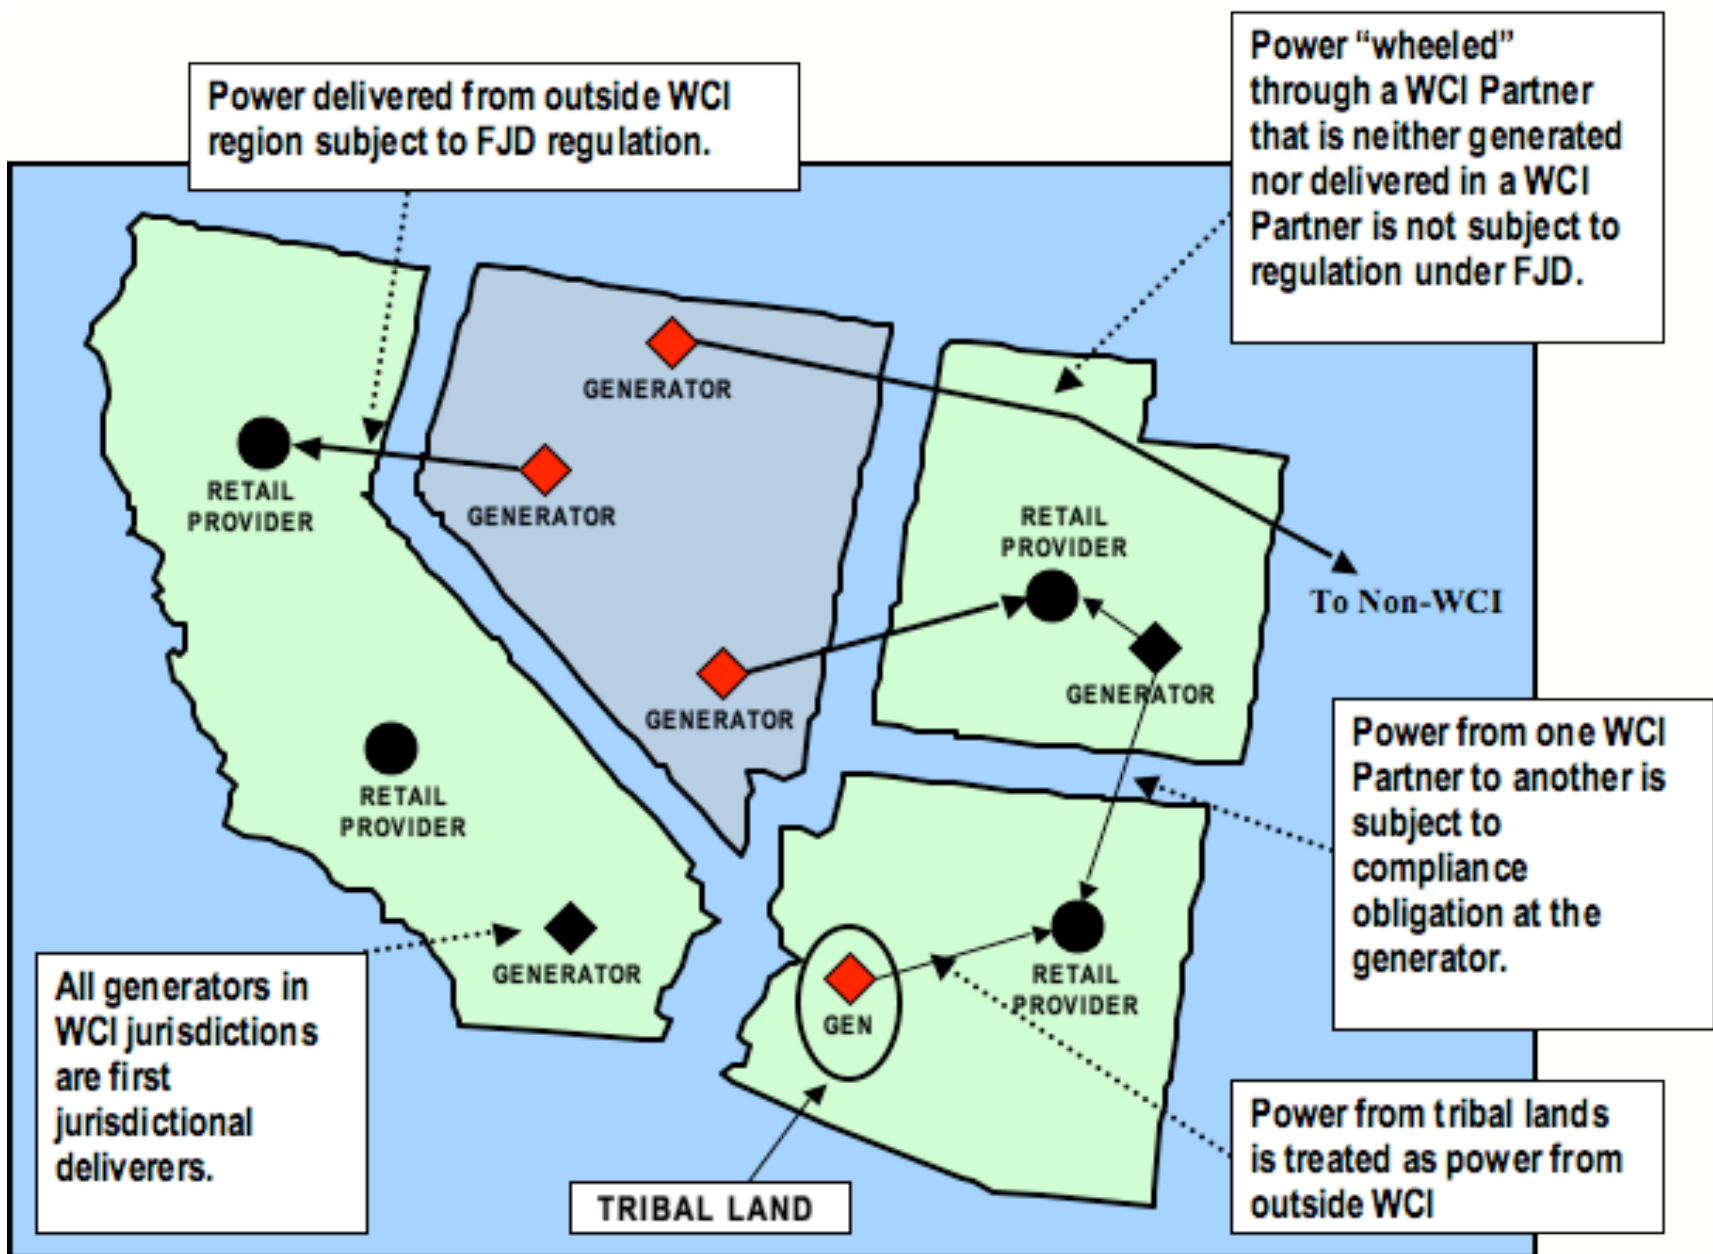 Power delivered from outside WCI
region subject to FJD regulation.
Power “wheeled”
through a WCI Partner
that is neither generated
nor delivered in a WCI
Partner is not subject to
regulation under FJD.
GENERATOR
RETAIL
PROVIDER
GENERATOR
RETAIL
PROVIDER
To Non-WCI
GENERATOR
GENERATOR
RETAIL
PROVIDER
Power from one WCI
Partner to another is
subject to
compliance
obligation at the
generator.
All generators in
WCI jurisdictions
are first
jurisdictional
deliverers.
GENERATOR
GEN
RETAIL
PROVIDER
TRIBAL LAND
Power from tribal lands
is treated as power from
outside WCI